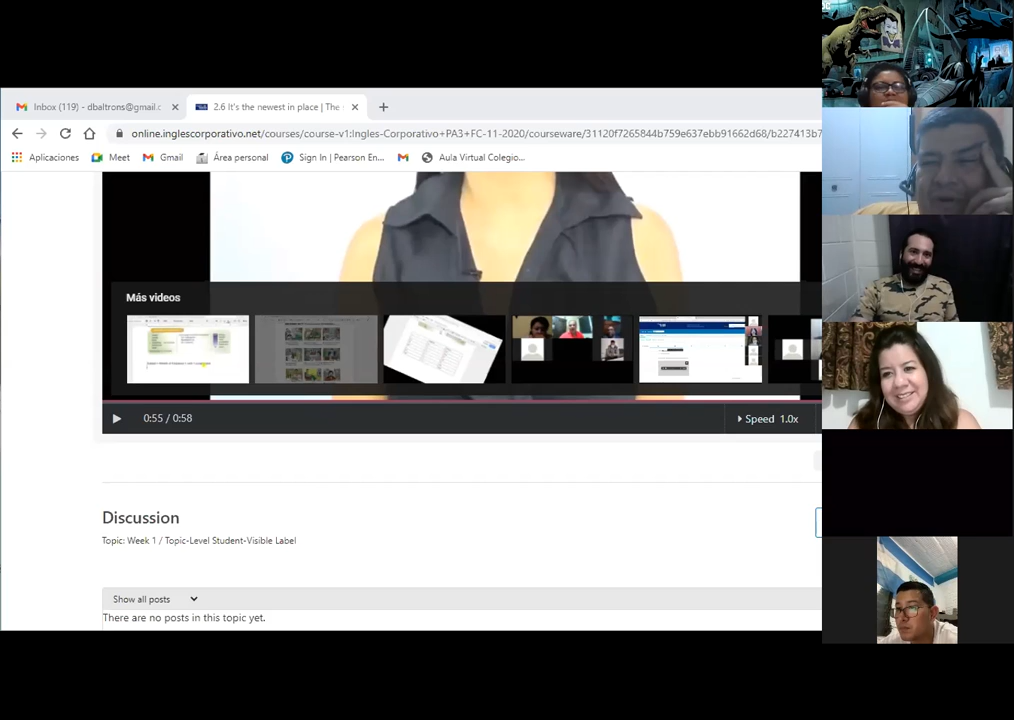 Inbox (119) - dbaltrons@gmail.c
2.6 It's the newest in place | The
online.inglescorporativo.net/courses/course-v1:Ingles-Corporativo+PA3+FC-11-2020/courseware/31120f7265844b759e637ebb91662d68/b227413b7
Aplicaciones
Meet
Gmail
Área personal
Sign In | Pearson En...
Aula Virtual Colegio...
Más videos
0:55 / 0:58
Speed 1.0x
Discussion
Topic: Week 1 / Topic-Level Student-Visible Label
Show all posts
There are no posts in this topic yet.